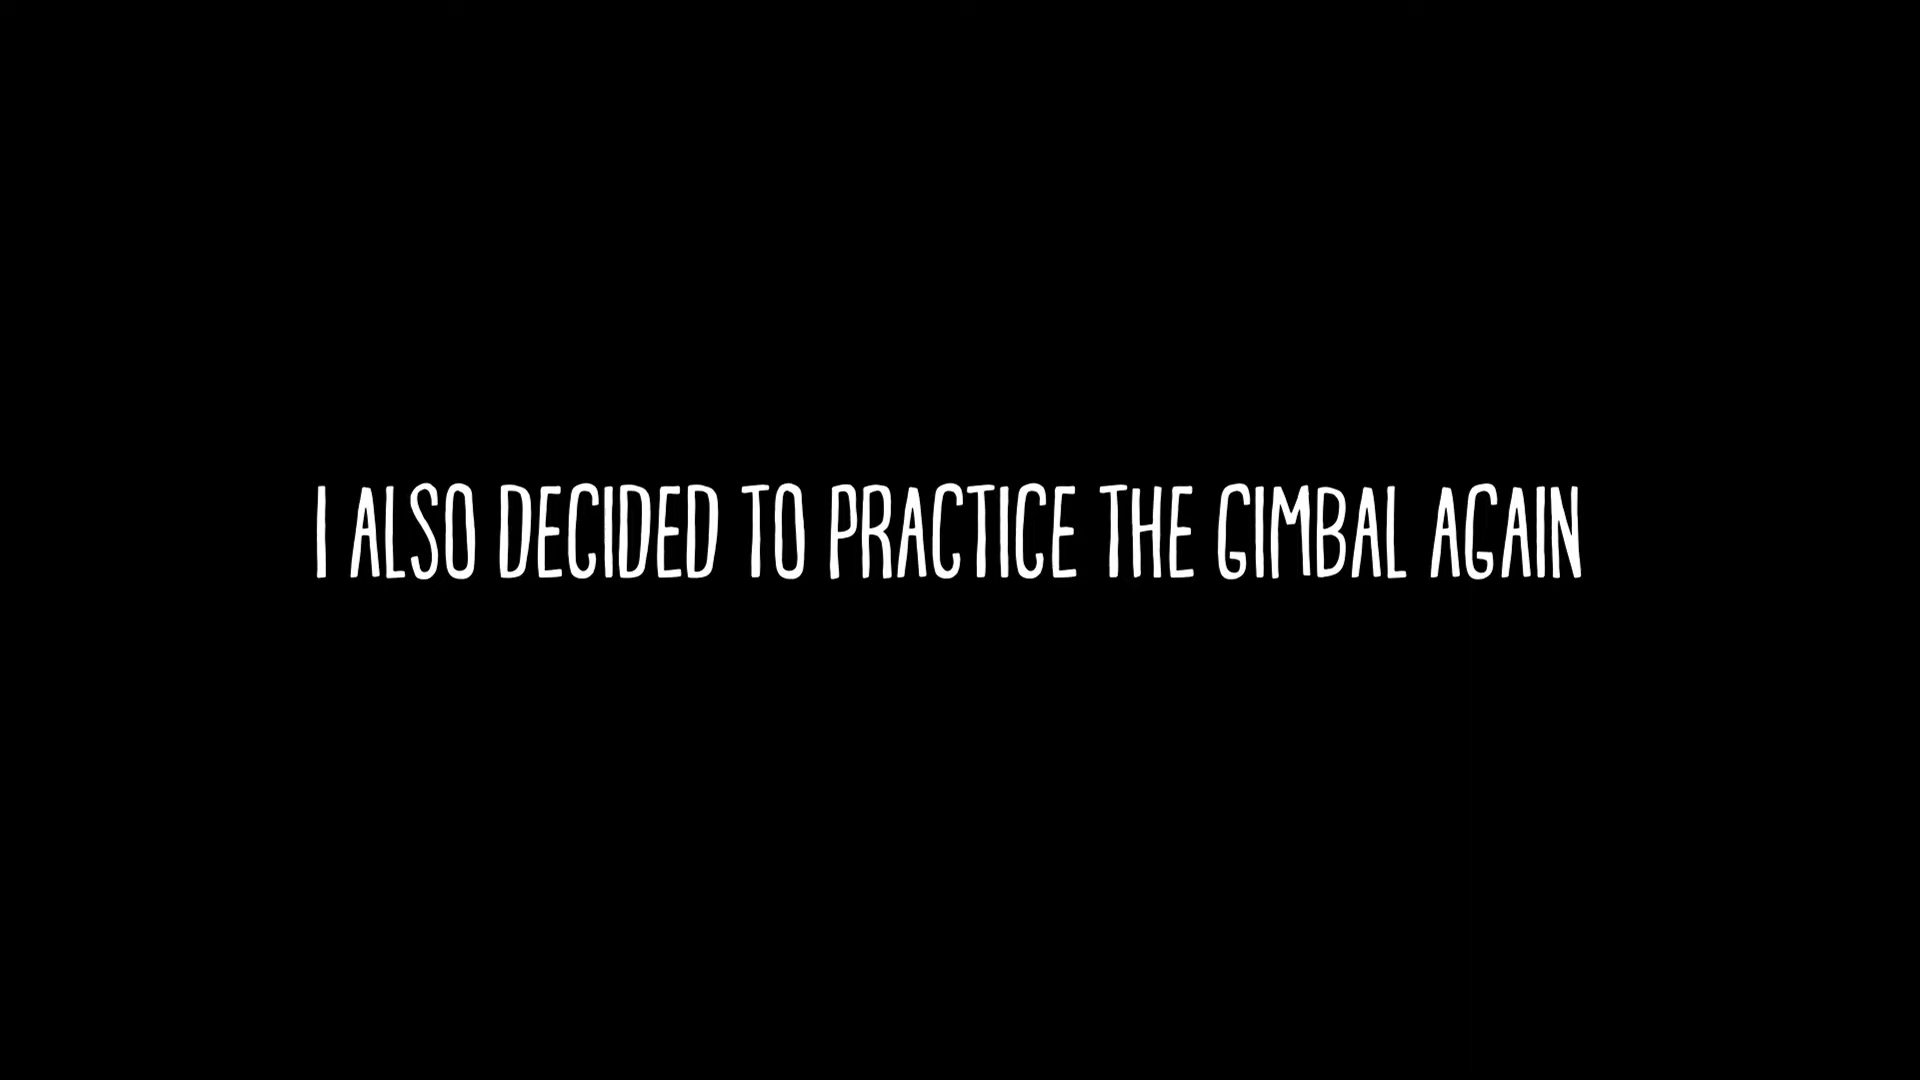 I ALSO DECIDED TO PRACTICE THE GIMBAL AGAIN